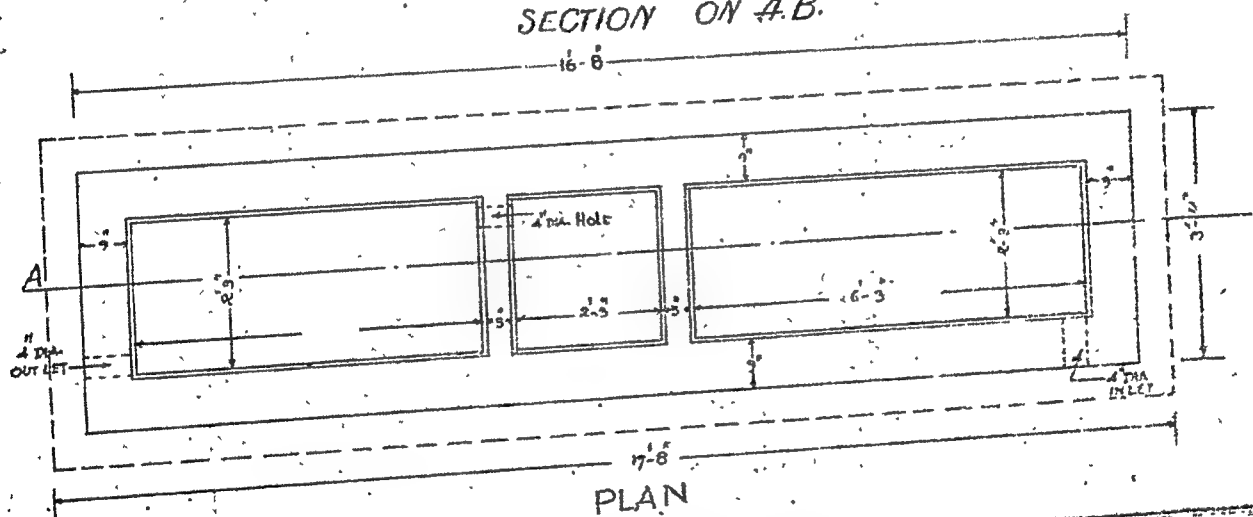 SECTION ON A.B.
16'-8"
9"
9"
4" Dia Hole
3'-9"
9"
A
2'-3"
2'-3"
6'-3"
5"
2'-3"
5"
4" DIA
OUTLET
9"
4" DIA
INLET
17'-8"
PLAN